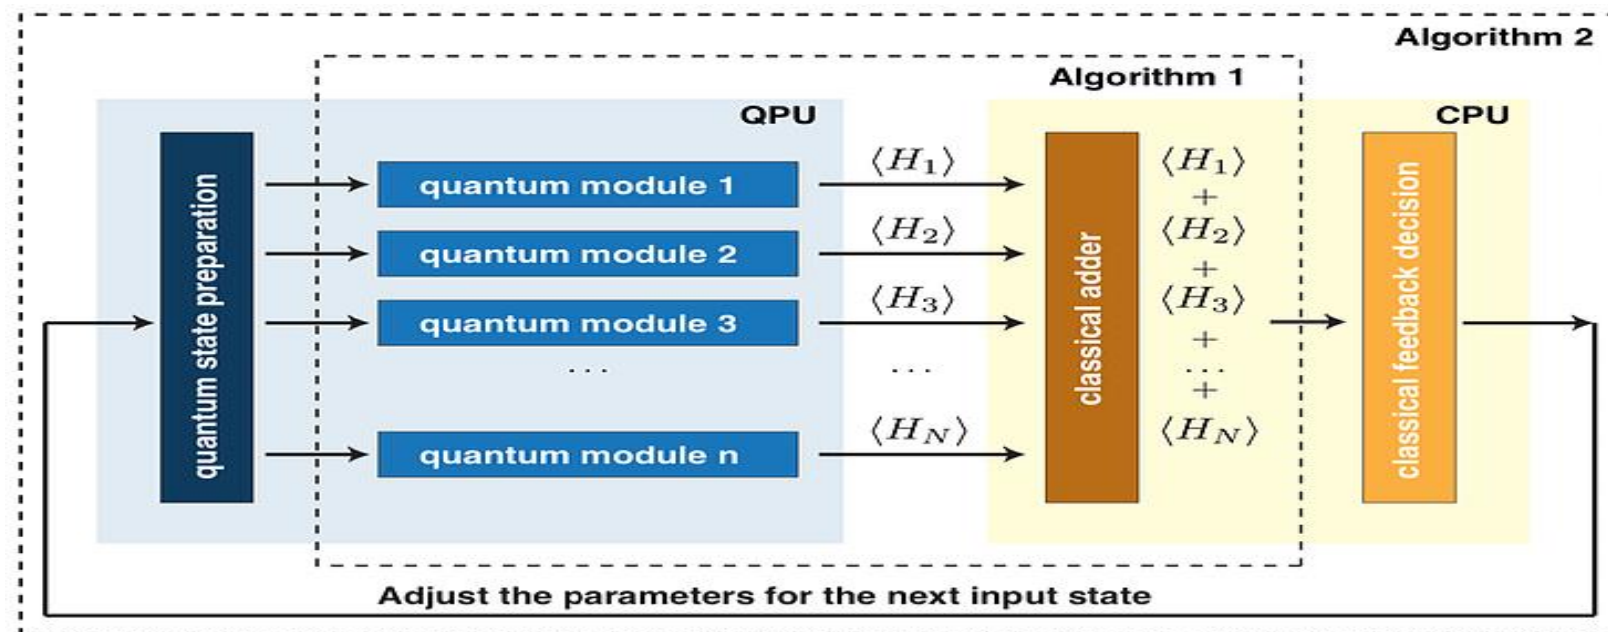 Algorithm 2
Algorithm 1
QPU
CPU
quantum state preparation
quantum module 1
quantum module 2
quantum module 3
...
quantum module n
⟨H₁⟩
⟨H₂⟩
⟨H₃⟩
...
⟨H_N⟩
classical adder
⟨H₁⟩
+
⟨H₂⟩
+
⟨H₃⟩
+
...
+
⟨H_N⟩
classical feedback decision
Adjust the parameters for the next input state